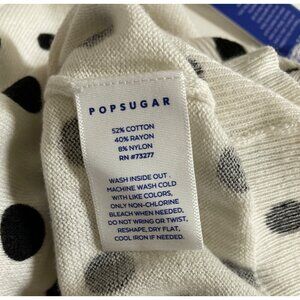 POPSUGAR
52% COTTON
40% RAYON
8% NYLON
RN #73277
WASH INSIDE OUT.
MACHINE WASH COLD
WITH LIKE COLORS,
ONLY NON-CHLORINE
BLEACH WHEN NEEDED,
DO NOT WRING OR TWIST,
RESHAPE, DRY FLAT,
COOL IRON IF NEEDED.